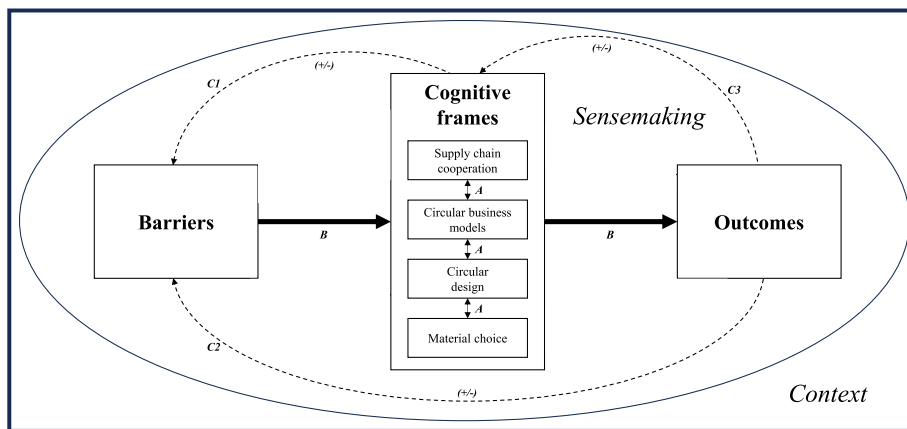 (+/-)
(+/-)
C1
C3
Cognitive
frames
Sensemaking
Supply chain
cooperation
A
Barriers
B
Circular business
models
B
Outcomes
A
Circular
design
A
Material choice
C2
(+/-)
Context